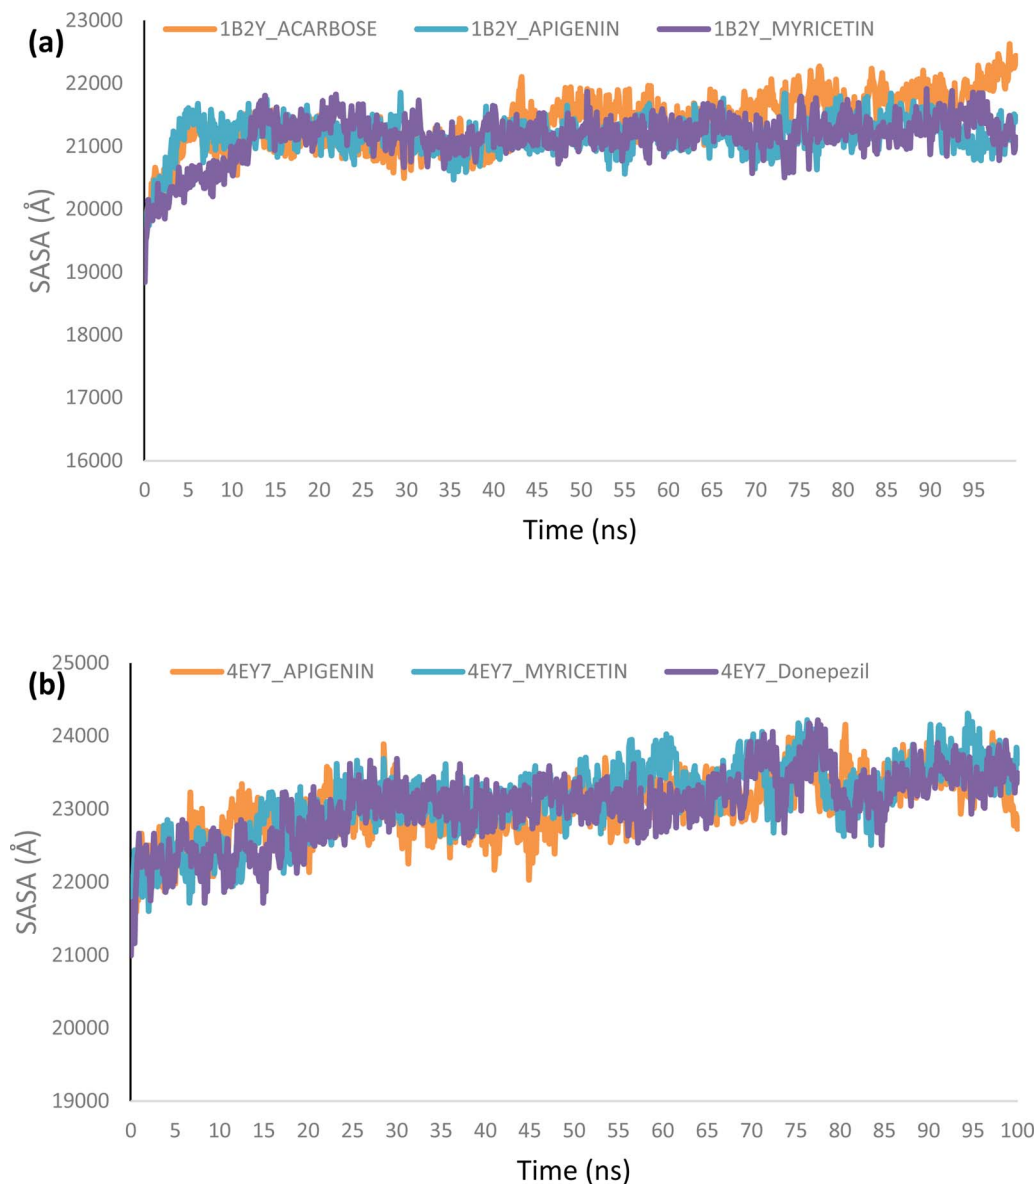 (a) 1B2Y_ACARBOSE 1B2Y_APIGENIN 1B2Y_MYRICETIN
23000
22000
21000
20000
19000
18000
17000
16000
SASA (Å)
0 5 10 15 20 25 30 35 40 45 50 55 60 65 70 75 80 85 90 95
Time (ns)
(b) 4EY7_APIGENIN 4EY7_MYRICETIN 4EY7_Donepezil
25000
24000
23000
22000
21000
20000
19000
SASA (Å)
0 5 10 15 20 25 30 35 40 45 50 55 60 65 70 75 80 85 90 95 100
Time (ns)